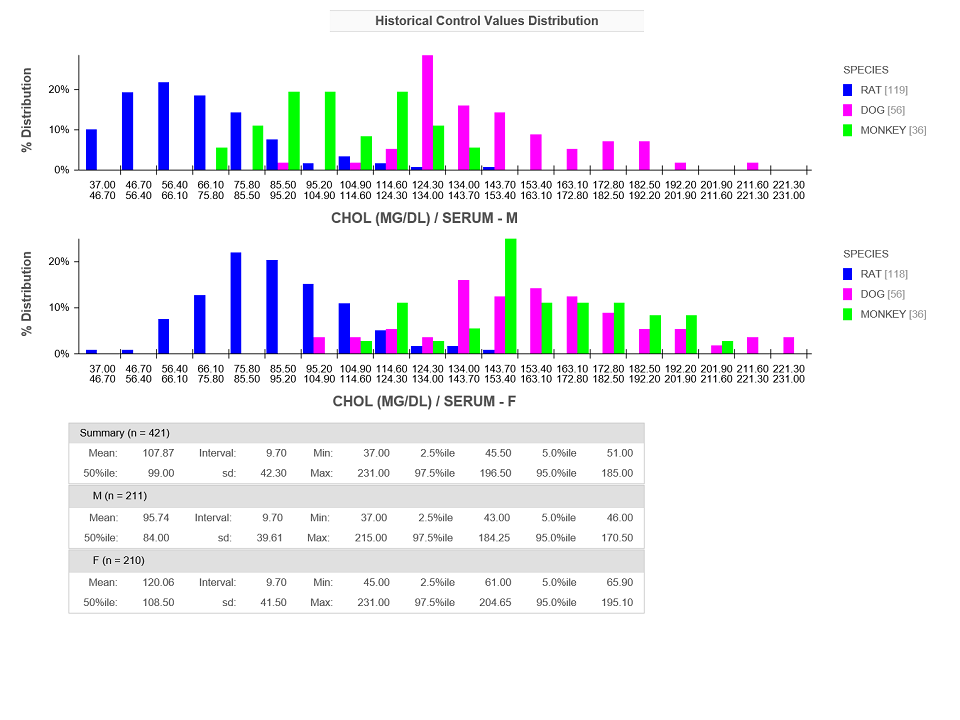 Historical Control Values Distribution
% Distribution
20%
10%
0%
37.00 46.70 56.40 66.10 75.80 85.50 95.20 104.90 114.60 124.30 134.00 143.70 153.40 163.10 172.80 182.50 192.20 201.90 211.60 221.30
46.70 56.40 66.10 75.80 85.50 95.20 104.90 114.60 124.30 134.00 143.70 153.40 163.10 172.80 182.50 192.20 201.90 211.60 221.30 231.00
CHOL (MG/DL) / SERUM - M
SPECIES
RAT [119]
DOG [56]
MONKEY [36]
% Distribution
20%
10%
0%
37.00 46.70 56.40 66.10 75.80 85.50 95.20 104.90 114.60 124.30 134.00 143.70 153.40 163.10 172.80 182.50 192.20 201.90 211.60 221.30
46.70 56.40 66.10 75.80 85.50 95.20 104.90 114.60 124.30 134.00 143.70 153.40 163.10 172.80 182.50 192.20 201.90 211.60 221.30 231.00
CHOL (MG/DL) / SERUM - F
SPECIES
RAT [118]
DOG [56]
MONKEY [36]
Summary (n = 421)
Mean: 107.87 Interval: 9.70 Min: 37.00 2.5%ile 45.50 5.0%ile 51.00
50%ile: 99.00 sd: 42.30 Max: 231.00 97.5%ile 196.50 95.0%ile 185.00
M (n = 211)
Mean: 95.74 Interval: 9.70 Min: 37.00 2.5%ile 43.00 5.0%ile 46.00
50%ile: 84.00 sd: 39.61 Max: 215.00 97.5%ile 184.25 95.0%ile 170.50
F (n = 210)
Mean: 120.06 Interval: 9.70 Min: 45.00 2.5%ile 61.00 5.0%ile 65.90
50%ile: 108.50 sd: 41.50 Max: 231.00 97.5%ile 204.65 95.0%ile 195.10